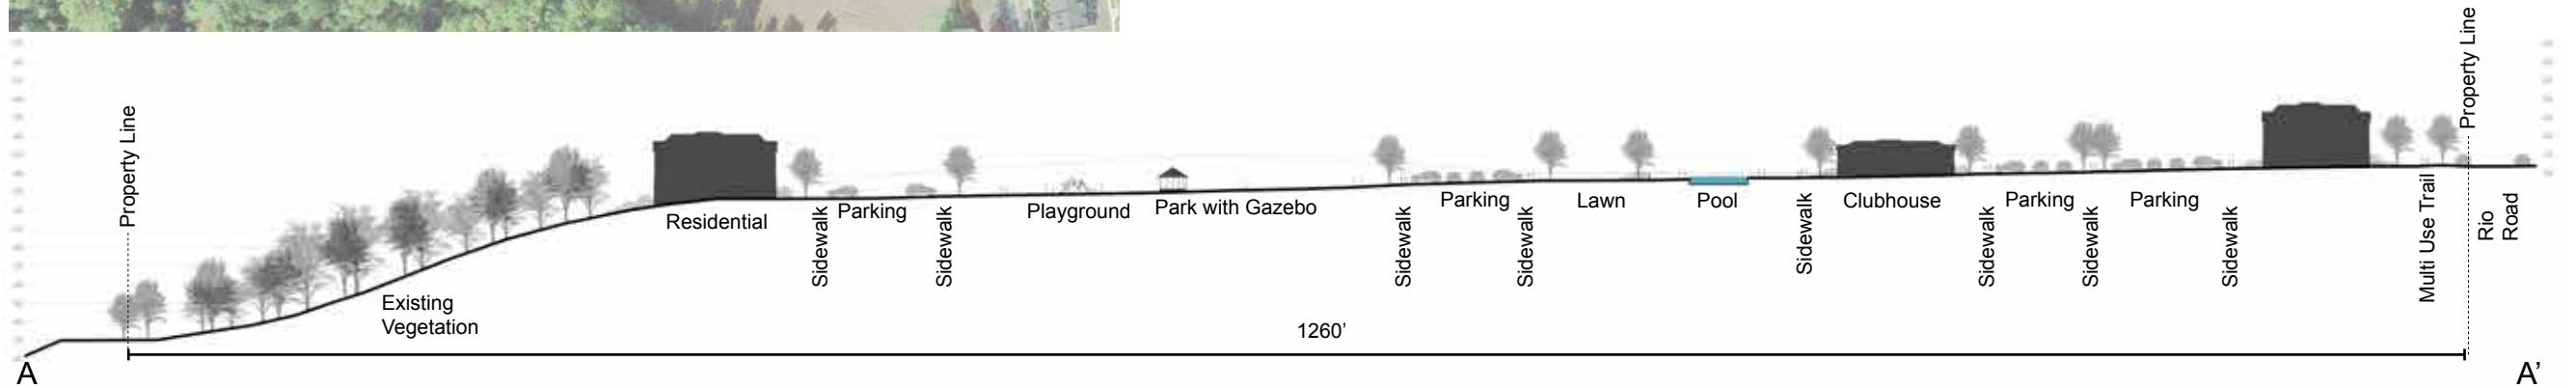 Property Line
Property Line
Residential
Sidewalk
Parking
Sidewalk
Playground
Park with Gazebo
Sidewalk
Parking
Sidewalk
Lawn
Pool
Sidewalk
Clubhouse
Sidewalk
Parking
Sidewalk
Parking
Sidewalk
Multi Use Trail
Rio
Road
Existing
Vegetation
1260’
A
A’